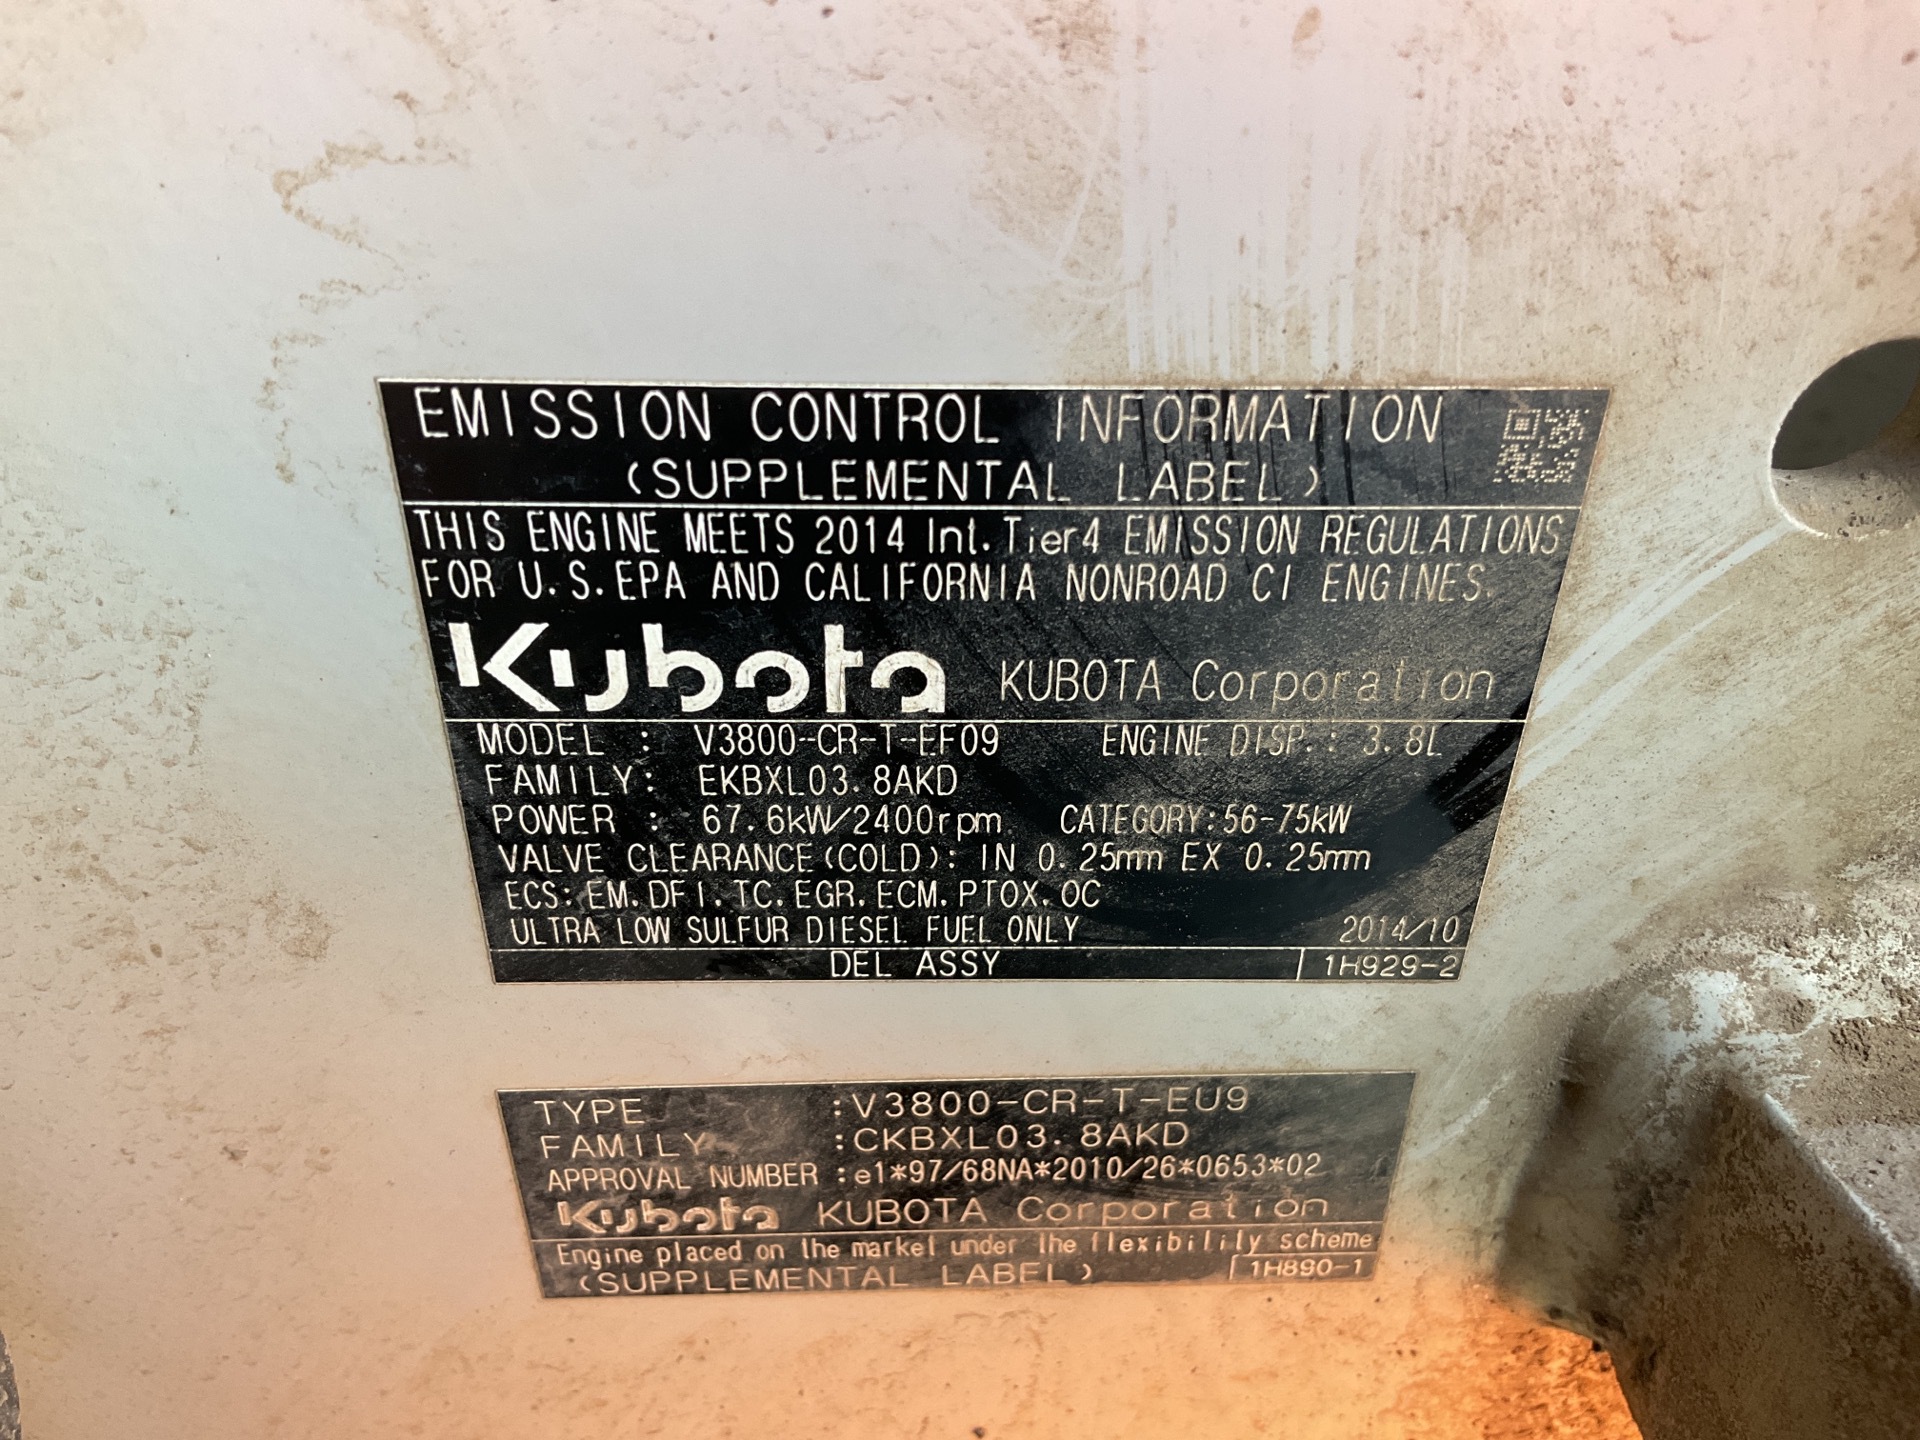 EMISSION CONTROL INFORMATION
(SUPPLEMENTAL LABEL)
THIS ENGINE MEETS 2014 Int. Tier4 EMISSION REGULATIONS
FOR U.S.EPA AND CALIFORNIA NONROAD CI ENGINES.
Kubota KUBOTA Corporation
MODEL : V3800-CR-T-EF09 ENGINE DISP.: 3.8L
FAMILY: EKBXL03.8AKD
POWER : 67.6kW/2400rpm CATEGORY:56-75kW
VALVE CLEARANCE(COLD): IN 0.25mm EX 0.25mm
ECS:EM.DFI.TC.EGR.ECM.PTOX.OC
ULTRA LOW SULFUR DIESEL FUEL ONLY 2014/10
DEL ASSY 1H929-2
TYPE :V3800-CR-T-EU9
FAMILY :CKBXL03.8AKD
APPROVAL NUMBER :e1*97/68NA*2010/26*0653*02
Kubota KUBOTA Corporation
Engine placed on the market under the flexibility scheme
(SUPPLEMENTAL LABEL) 1H890-1